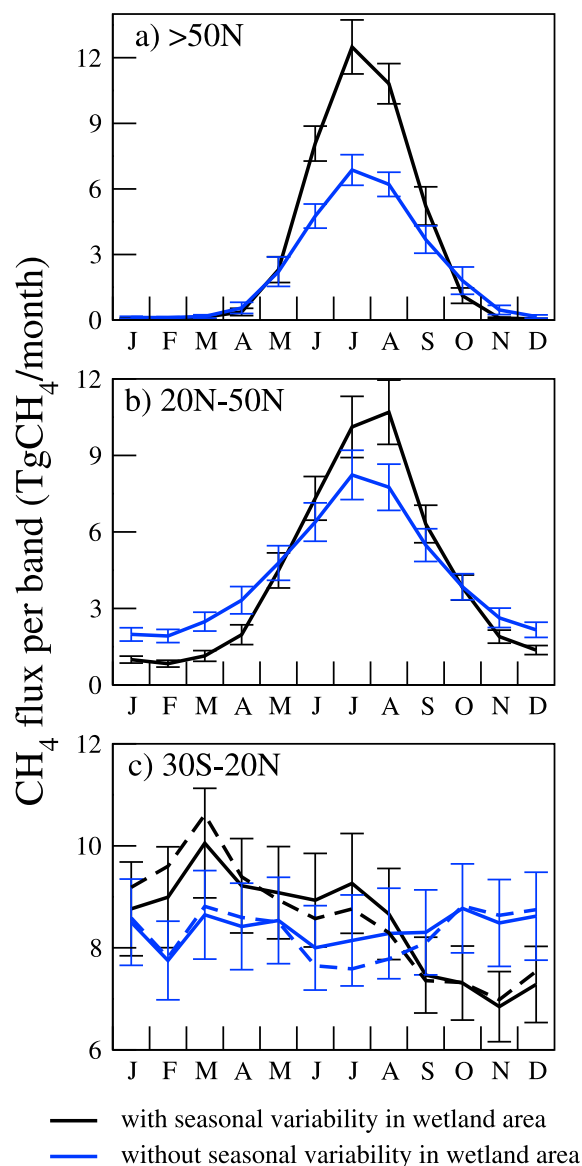 CH4 flux per band (TgCH4/month)
a) >50N
12
9
6
3
0
J F M A M J J A S O N D
b) 20N-50N
12
9
6
3
0
J F M A M J J A S O N D
c) 30S-20N
12
10
8
6
J F M A M J J A S O N D
with seasonal variability in wetland area
without seasonal variability in wetland area